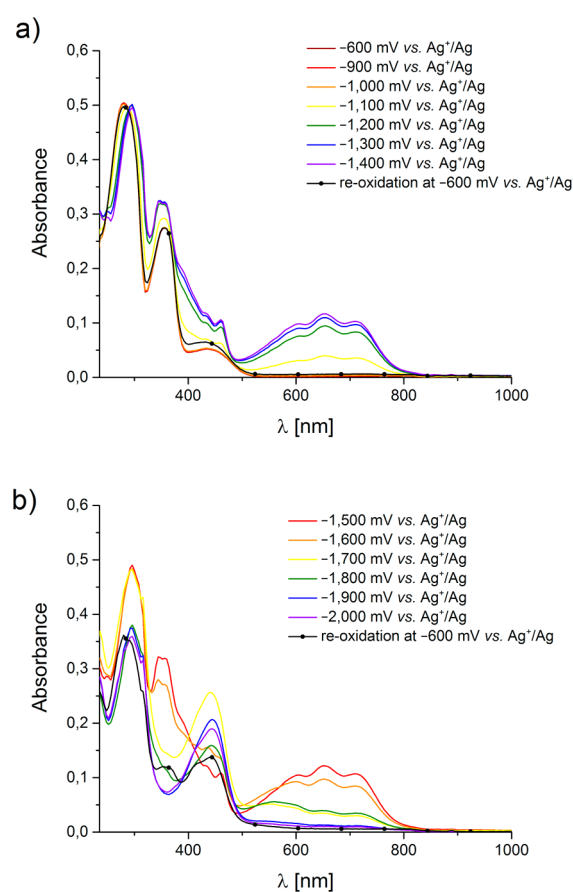 a)
0,6
0,5
0,4
0,3
0,2
0,1
0,0
Absorbance
−600 mV vs. Ag⁺/Ag
−900 mV vs. Ag⁺/Ag
−1,000 mV vs. Ag⁺/Ag
−1,100 mV vs. Ag⁺/Ag
−1,200 mV vs. Ag⁺/Ag
−1,300 mV vs. Ag⁺/Ag
−1,400 mV vs. Ag⁺/Ag
re-oxidation at −600 mV vs. Ag⁺/Ag
400 600 800 1000
λ [nm]
b)
0,6
0,5
0,4
0,3
0,2
0,1
0,0
Absorbance
−1,500 mV vs. Ag⁺/Ag
−1,600 mV vs. Ag⁺/Ag
−1,700 mV vs. Ag⁺/Ag
−1,800 mV vs. Ag⁺/Ag
−1,900 mV vs. Ag⁺/Ag
−2,000 mV vs. Ag⁺/Ag
re-oxidation at −600 mV vs. Ag⁺/Ag
400 600 800 1000
λ [nm]